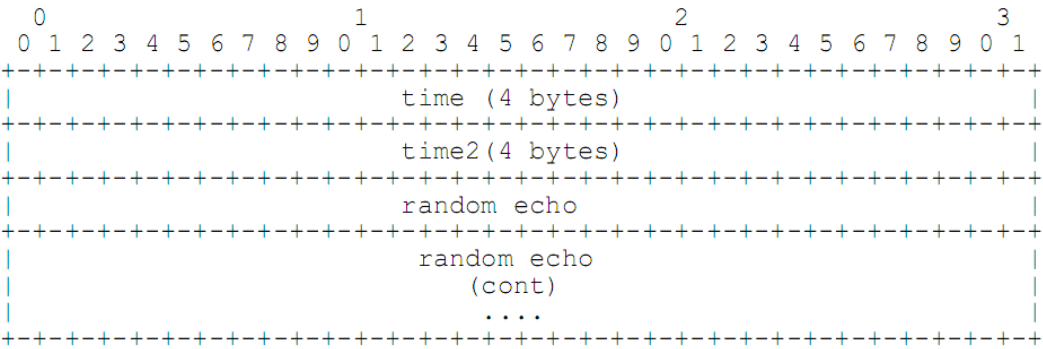 0                   1                   2                   3
 0 1 2 3 4 5 6 7 8 9 0 1 2 3 4 5 6 7 8 9 0 1 2 3 4 5 6 7 8 9 0 1
+-+-+-+-+-+-+-+-+-+-+-+-+-+-+-+-+-+-+-+-+-+-+-+-+-+-+-+-+-+-+-+-+
|                        time (4 bytes)                         |
+-+-+-+-+-+-+-+-+-+-+-+-+-+-+-+-+-+-+-+-+-+-+-+-+-+-+-+-+-+-+-+-+
|                        time2(4 bytes)                         |
+-+-+-+-+-+-+-+-+-+-+-+-+-+-+-+-+-+-+-+-+-+-+-+-+-+-+-+-+-+-+-+-+
|                        random echo                            |
+-+-+-+-+-+-+-+-+-+-+-+-+-+-+-+-+-+-+-+-+-+-+-+-+-+-+-+-+-+-+-+-+
|                         random echo                           |
|                            (cont)                             |
|                             ....                              |
+-+-+-+-+-+-+-+-+-+-+-+-+-+-+-+-+-+-+-+-+-+-+-+-+-+-+-+-+-+-+-+-+